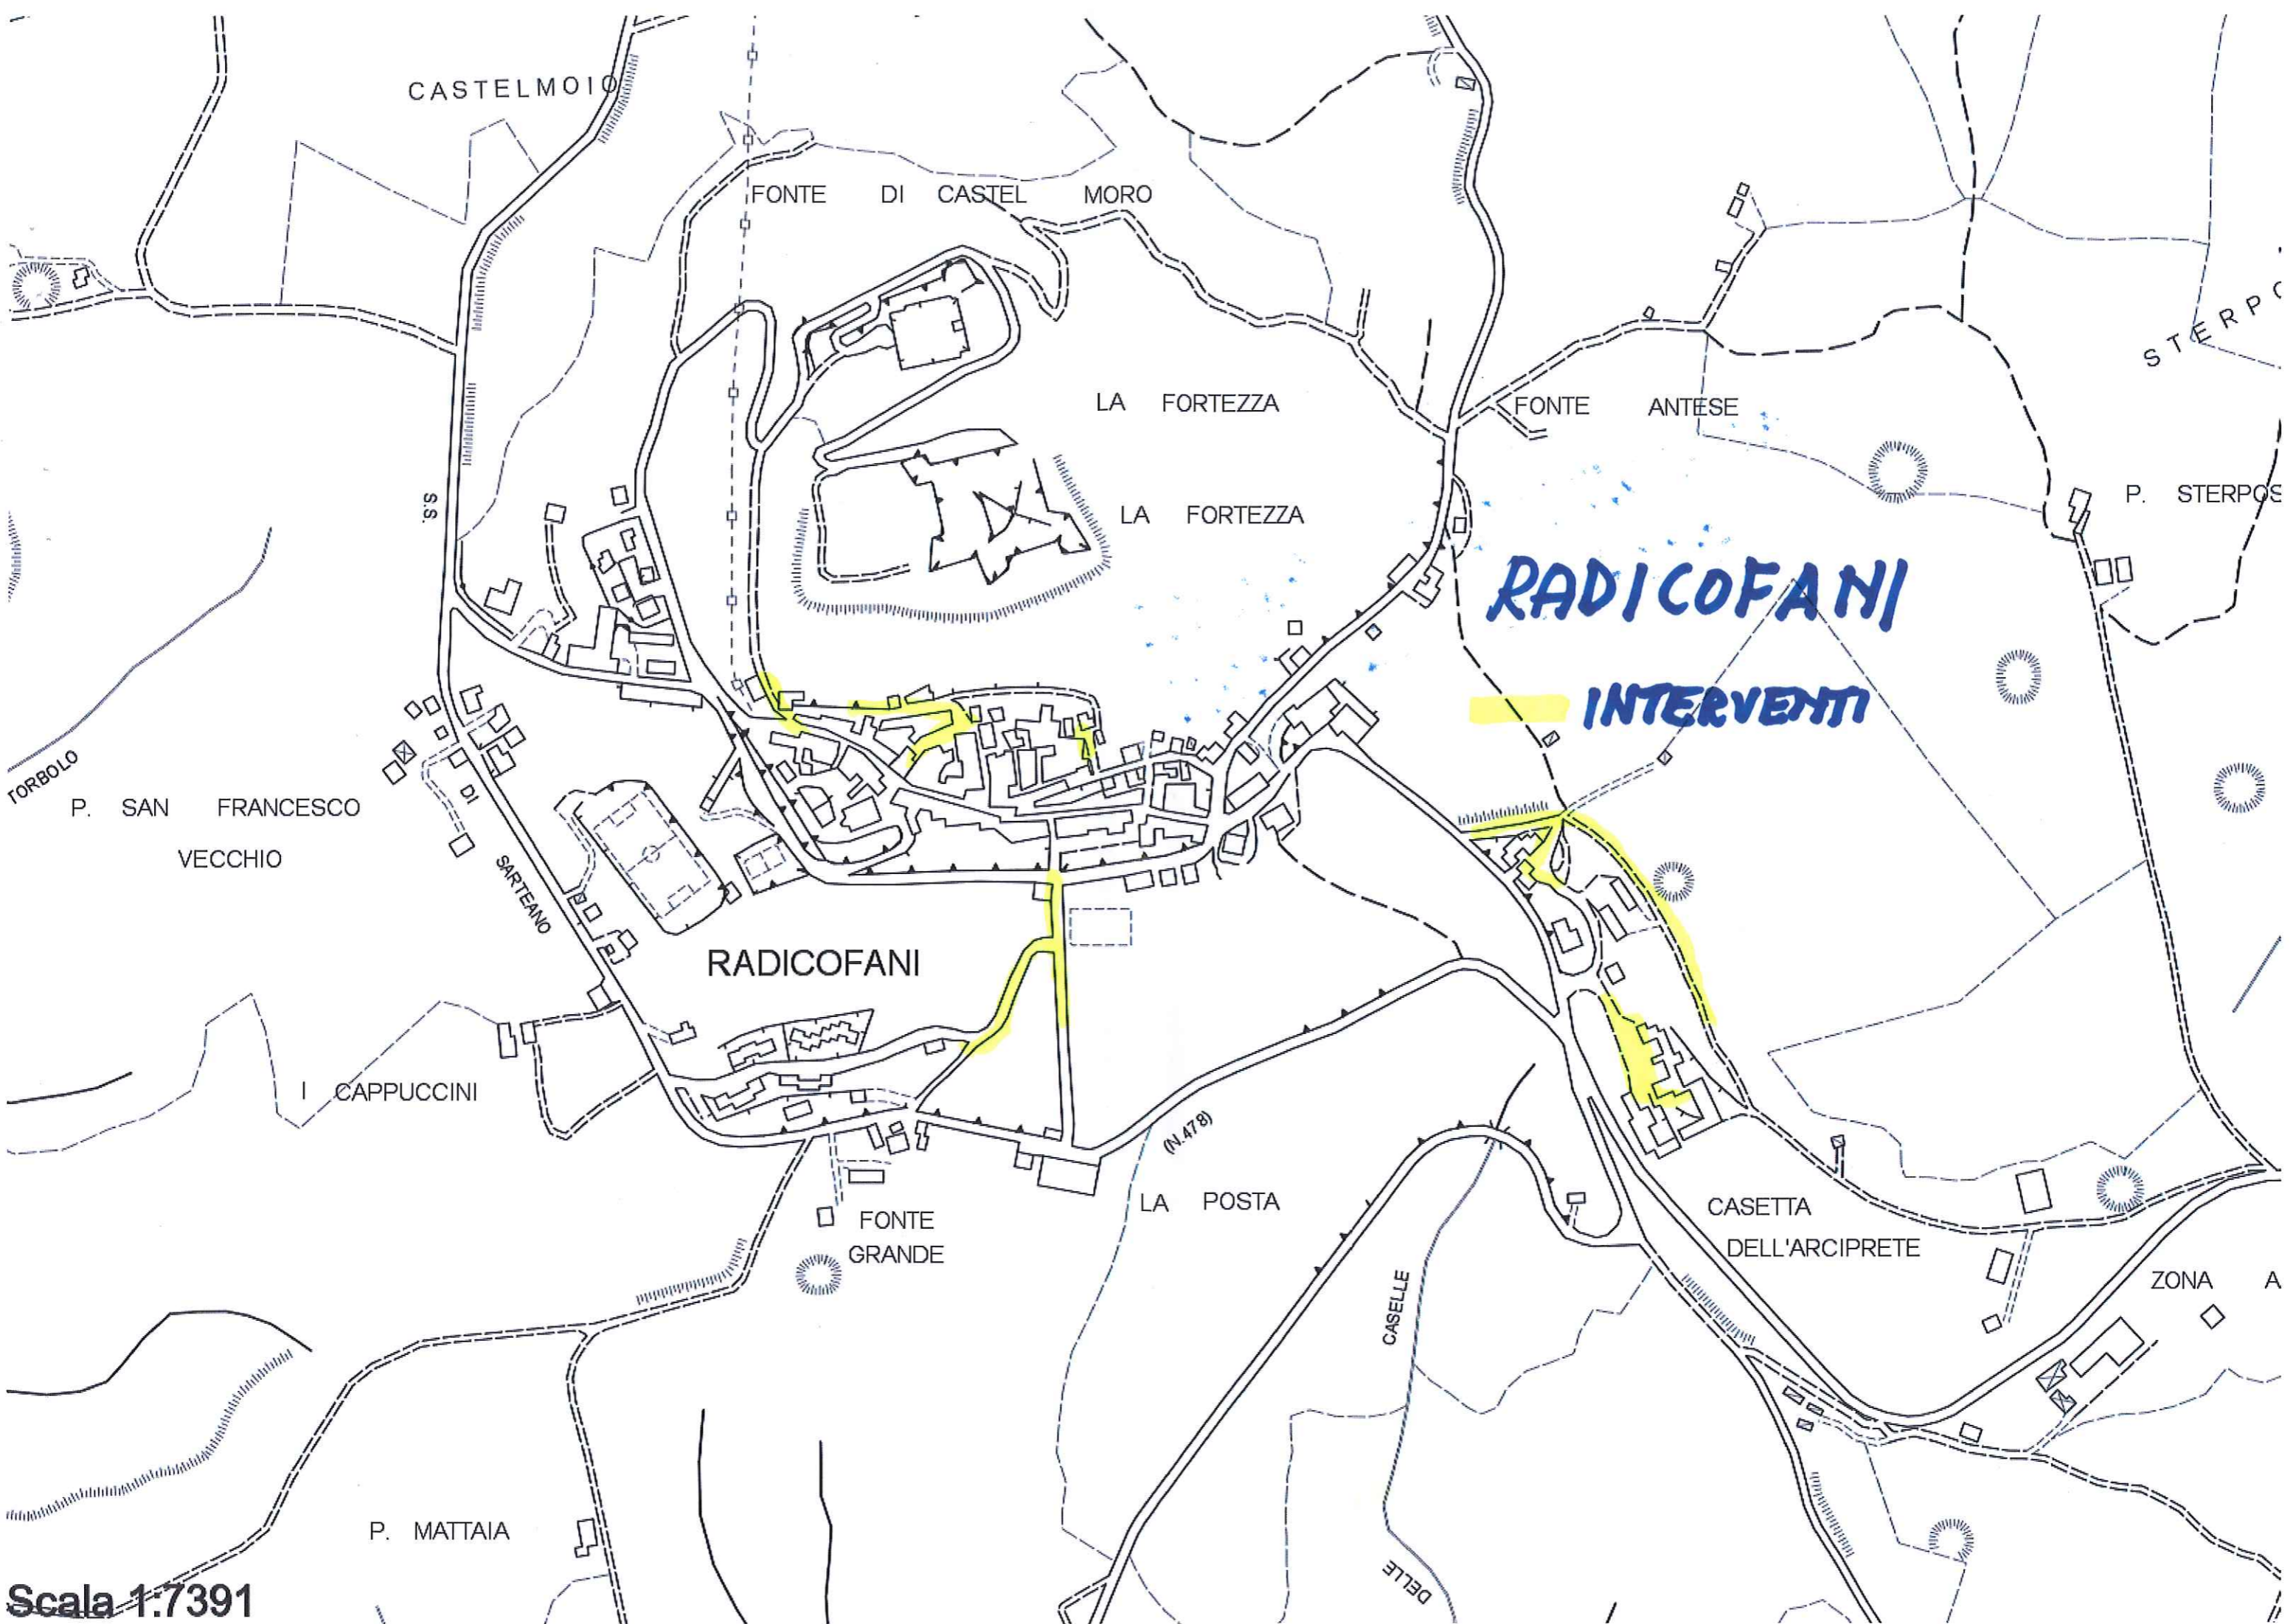 CASTELMOIO
FONTE DI CASTEL MORO
STERPO
LA FORTEZZA
FONTE ANTESE
S.S.
LA FORTEZZA
P. STERPOS
RADICOFANI
INTERVENTI
TORBOLO
P. SAN FRANCESCO
VECCHIO
DI
SARTEANO
RADICOFANI
I CAPPUCCINI
(N.478)
LA POSTA
CASETTA
DELL'ARCIPRETE
FONTE
GRANDE
ZONA A
CASELLE
P. MATTAIA
DELLE
Scala 1:7391